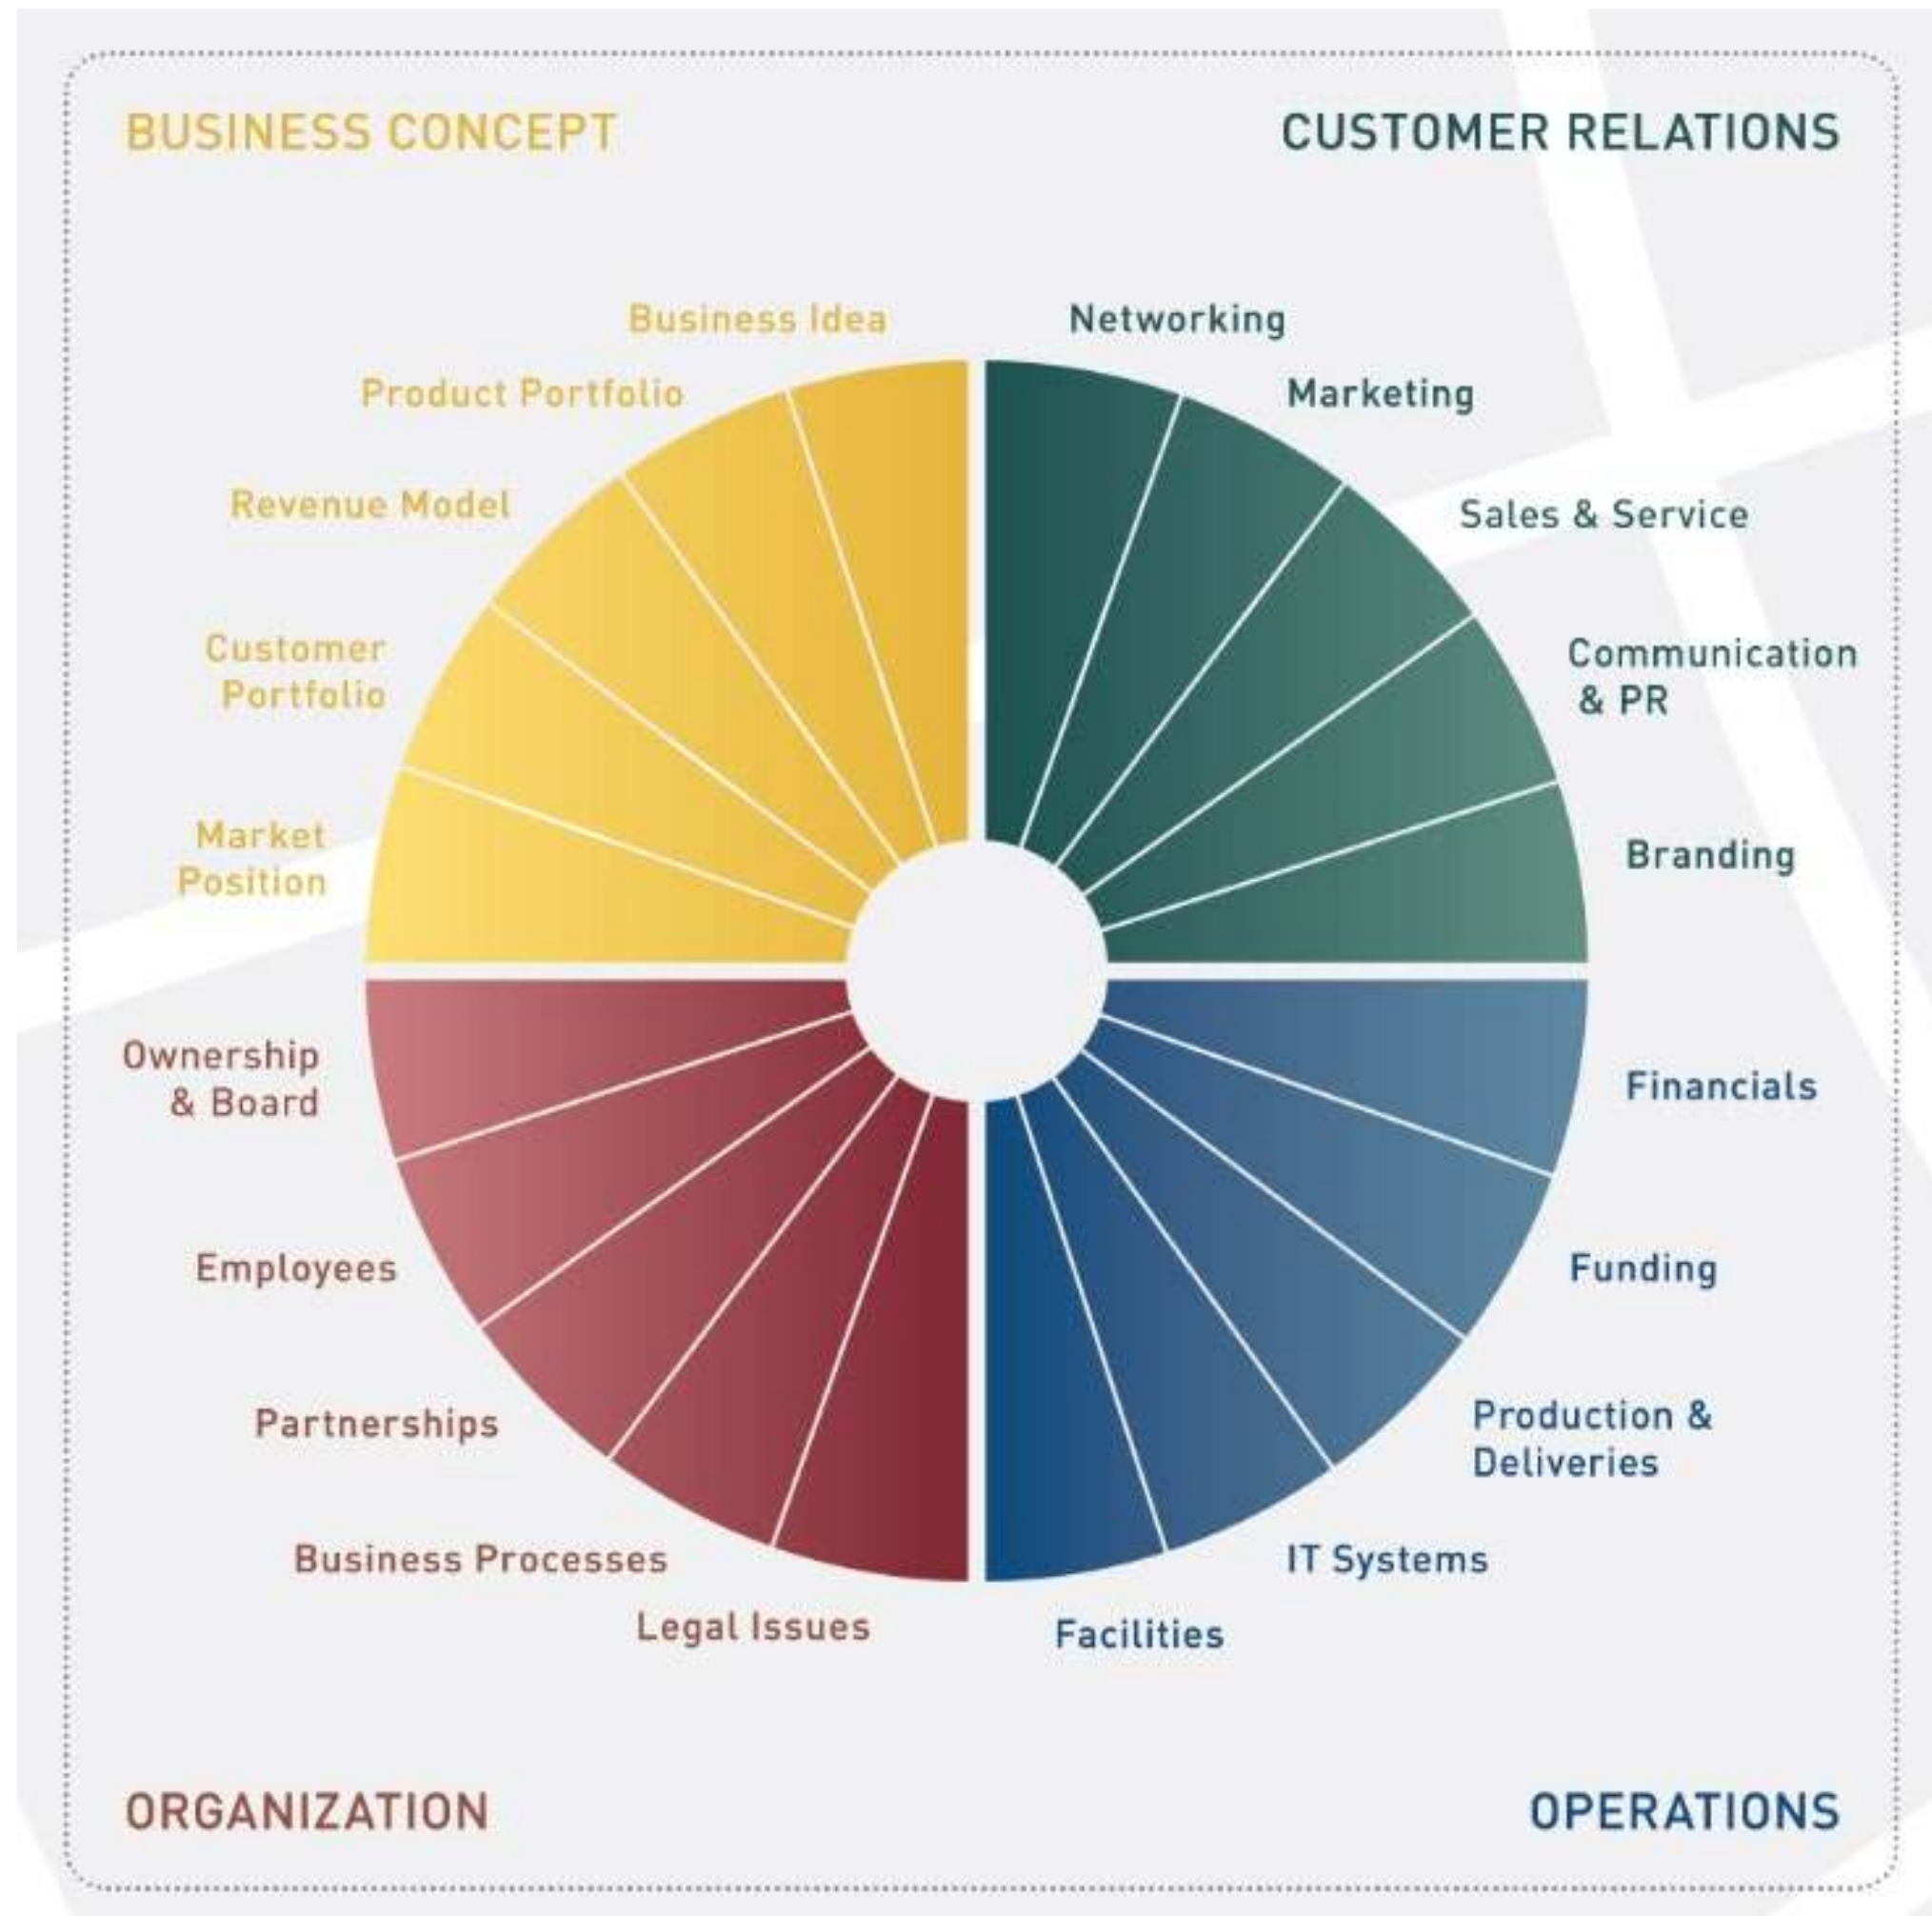 BUSINESS CONCEPT
CUSTOMER RELATIONS
Business Idea
Product Portfolio
Revenue Model
Customer
Portfolio
Market
Position
Networking
Marketing
Sales & Service
Communication
& PR
Branding
Ownership
& Board
Employees
Partnerships
Business Processes
Legal Issues
Financials
Funding
Production &
Deliveries
IT Systems
Facilities
ORGANIZATION
OPERATIONS